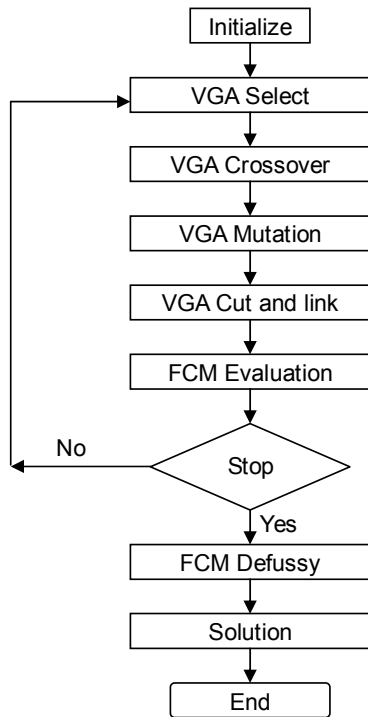 Initialize
VGA Select
VGA Crossover
VGA Mutation
VGA Cut and link
FCM Evaluation
No
Stop
Yes
FCM Defussy
Solution
End